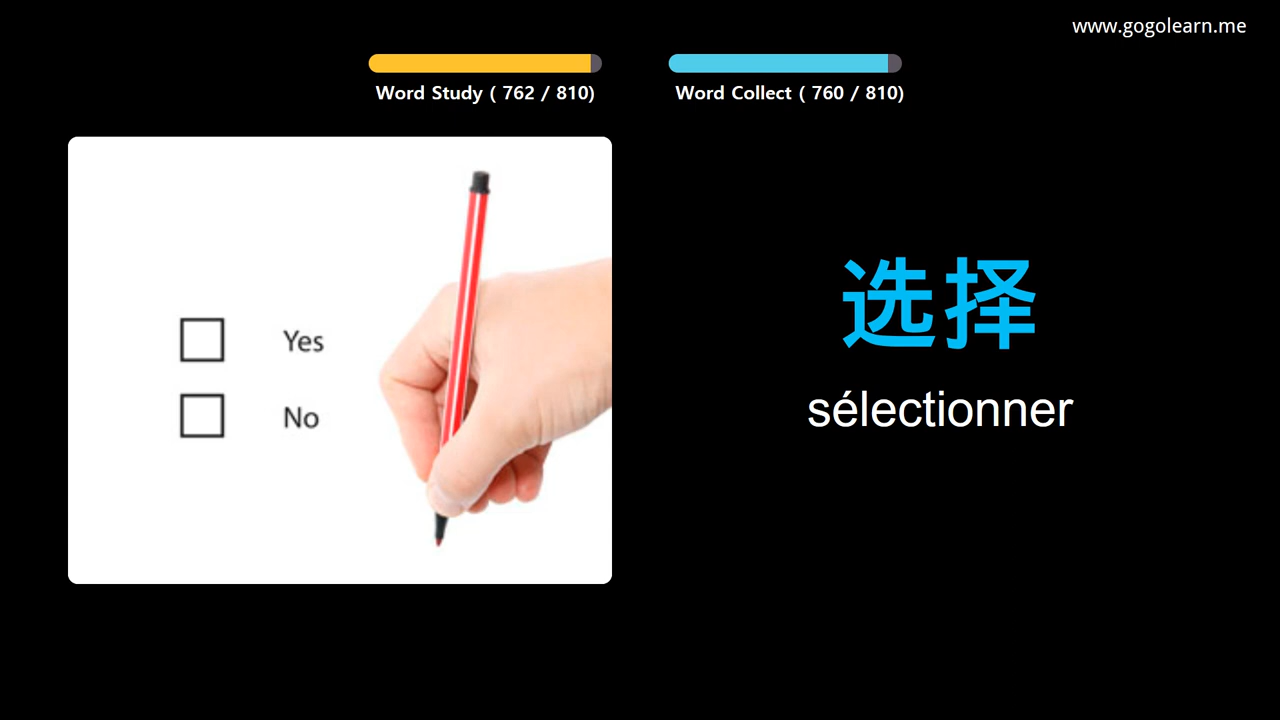 www.gogolearn.me
Word Study ( 762 / 810)
Word Collect ( 760 / 810)
Yes
No
选择
sélectionner